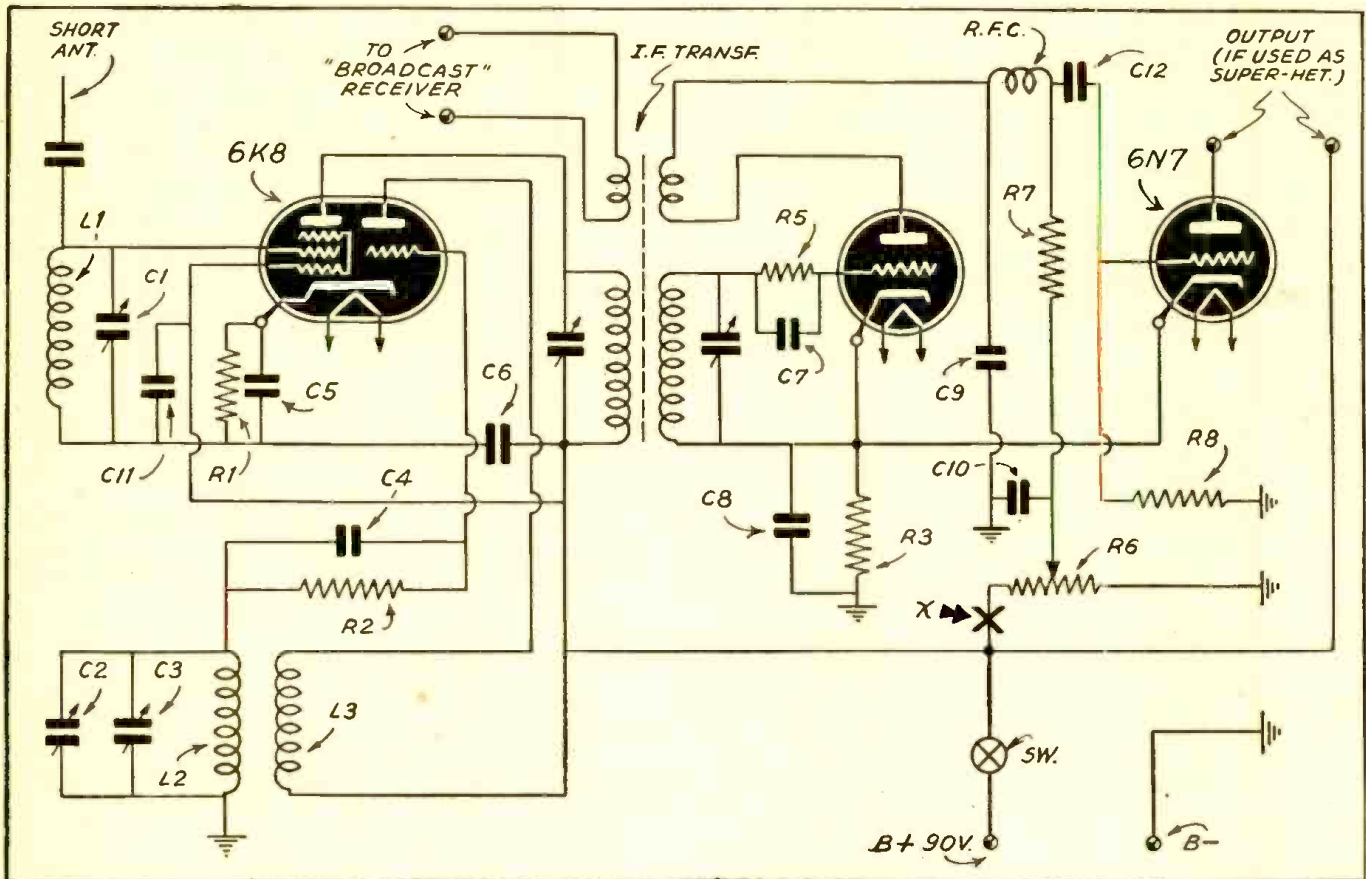 SHORT
ANT.
TO
"BROADCAST"
RECEIVER
I.F. TRANSF.
R.F.C.
C12
OUTPUT
(IF USED AS
SUPER-HET.)
6K8
6N7
L1
C1
R5
R7
C7
C9
C5
C6
C11
R1
C4
C8
R3
C10
R8
R6
R2
X
C2
C3
L2
L3
SW.
B+ 90V.
B-